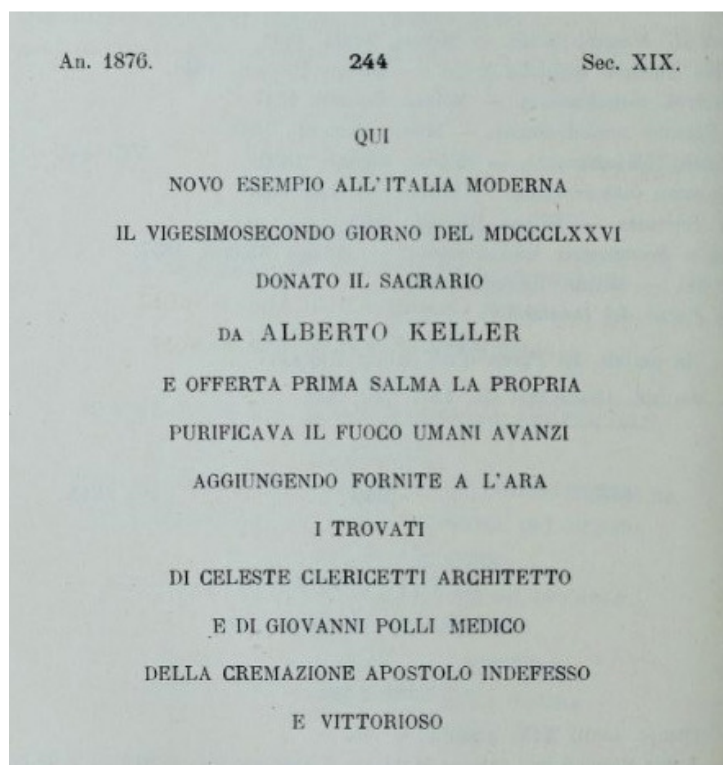 An. 1876. 244 Sec. XIX.
QUI
NOVO ESEMPIO ALL'ITALIA MODERNA
IL VIGESIMOSECONDO GIORNO DEL MDCCCLXXVI
DONATO IL SACRARIO
DA ALBERTO KELLER
E OFFERTA PRIMA SALMA LA PROPRIA
PURIFICAVA IL FUOCO UMANI AVANZI
AGGIUNGENDO FORNITE A L'ARA
I TROVATI
DI CELESTE CLERICETTI ARCHITETTO
E DI GIOVANNI POLLI MEDICO
DELLA CREMAZIONE APOSTOLO INDEFESSO
E VITTORIOSO